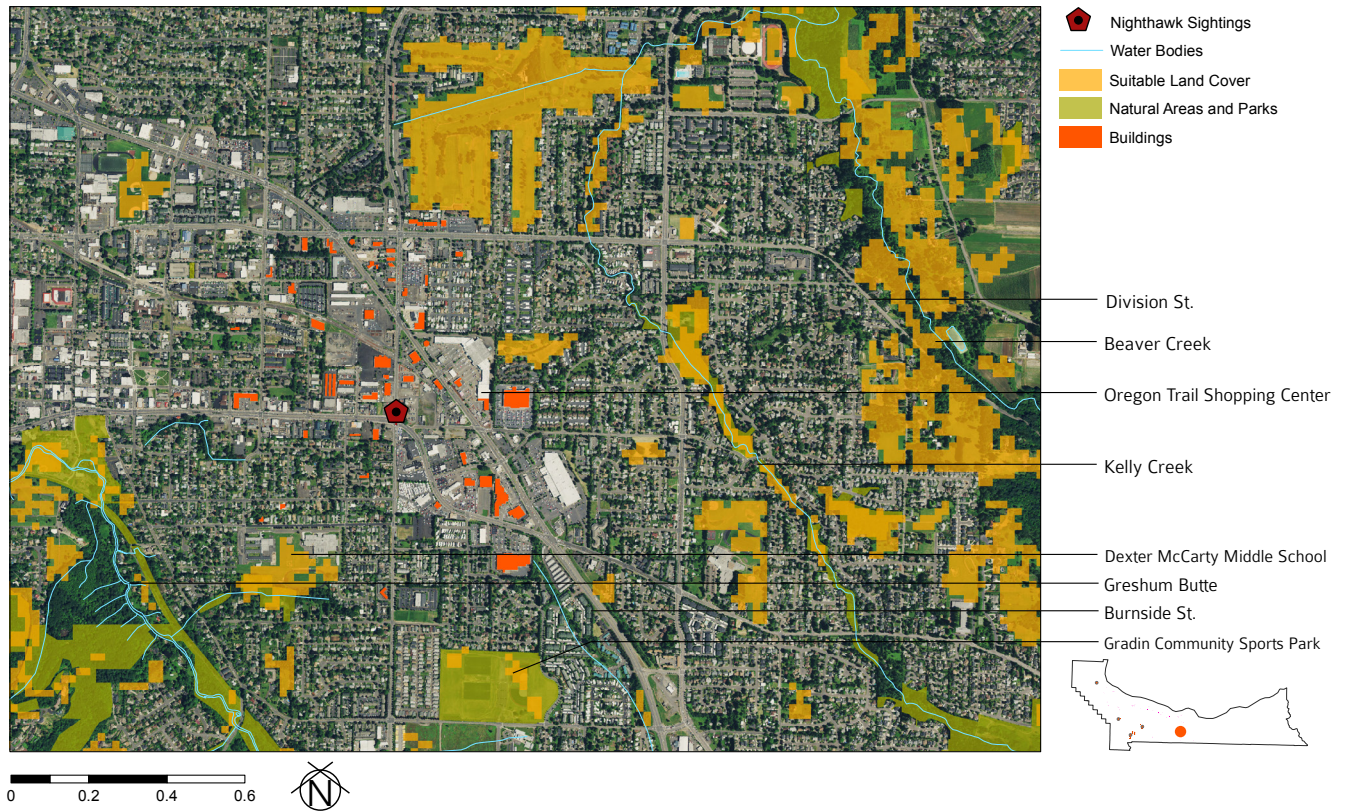 Nighthawk Sightings
Water Bodies
Suitable Land Cover
Natural Areas and Parks
Buildings
Division St.
Beaver Creek
Oregon Trail Shopping Center
Kelly Creek
Dexter McCarty Middle School
Greshum Butte
Burnside St.
Gradin Community Sports Park
0 0.2 0.4 0.6
N